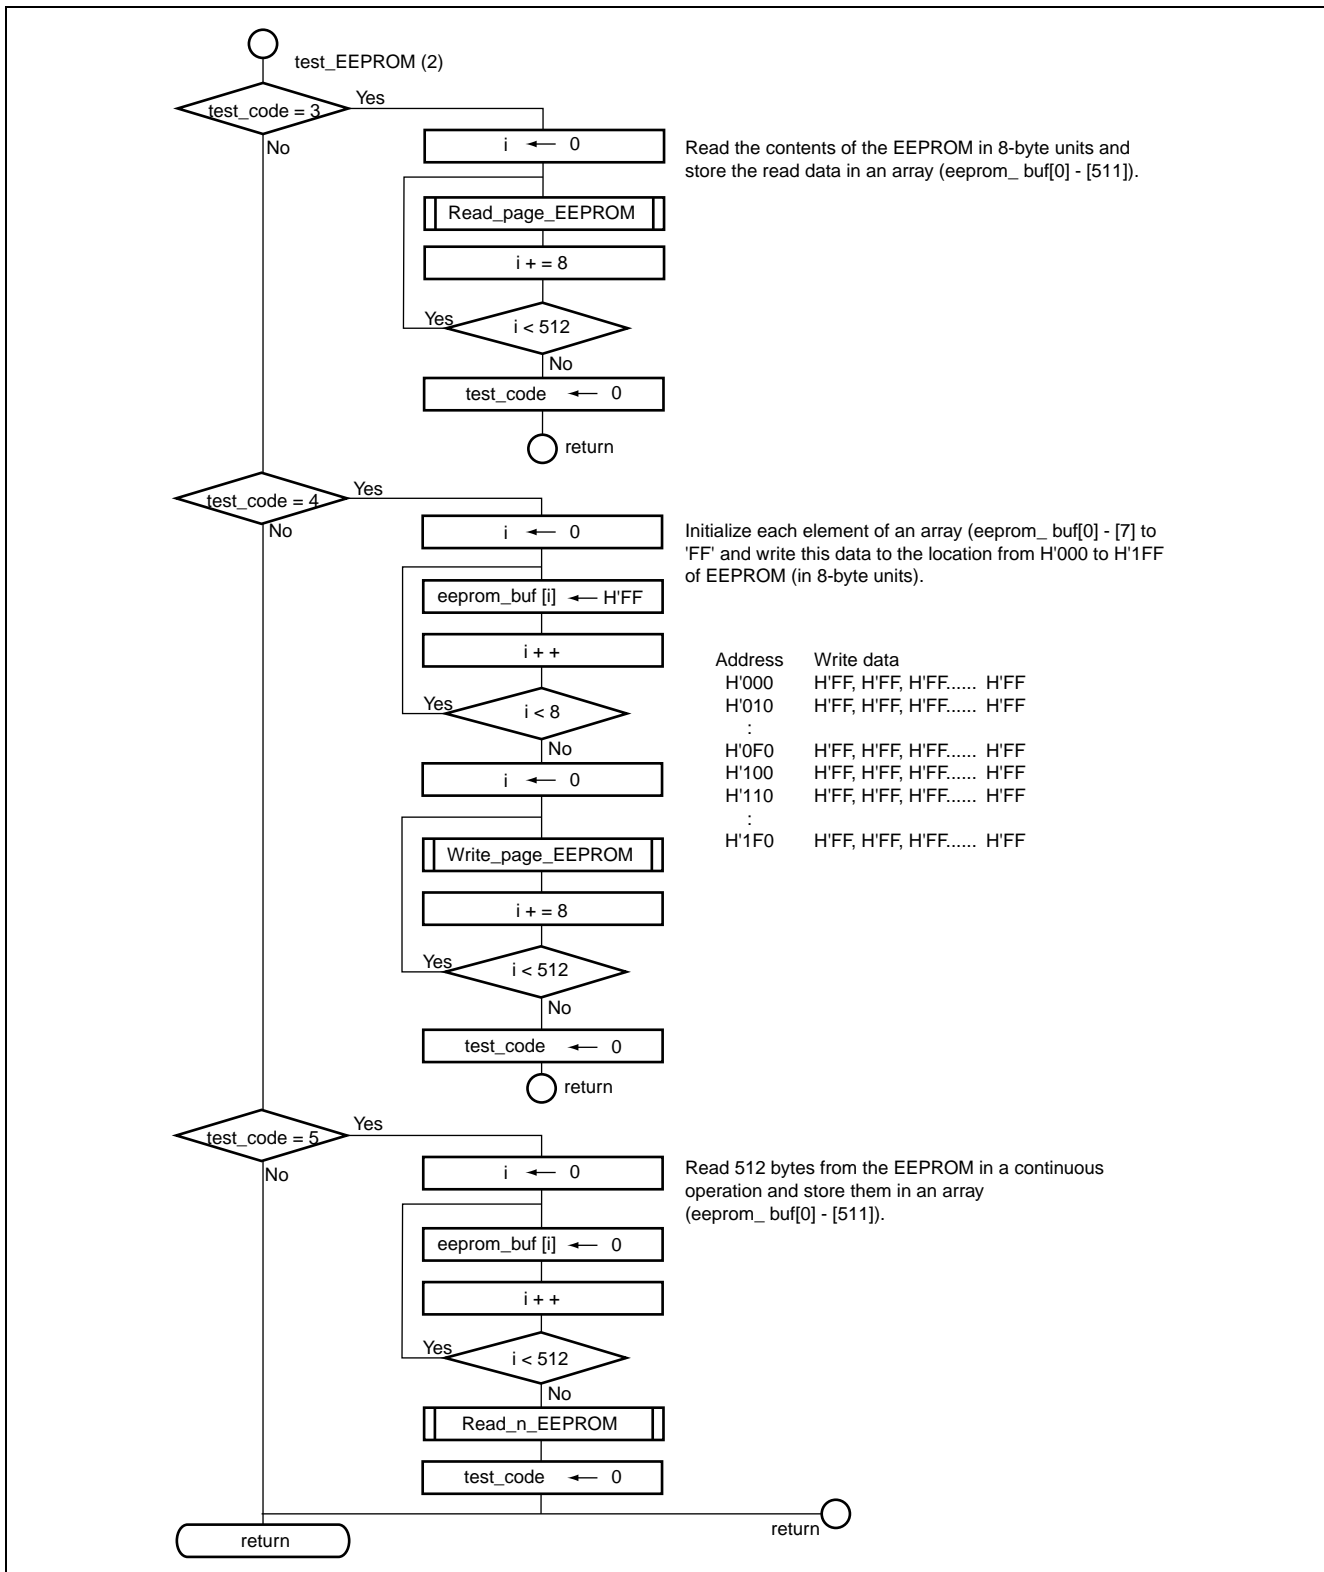 test_EEPROM (2)
test_code = 3
Yes
No
i ← 0
Read the contents of the EEPROM in 8-byte units and
store the read data in an array (eeprom_ buf[0] - [511]).
Read_page_EEPROM
i + = 8
Yes
i < 512
No
test_code ← 0
return
test_code = 4
Yes
No
i ← 0
Initialize each element of an array (eeprom_ buf[0] - [7] to
'FF' and write this data to the location from H'000 to H'1FF
of EEPROM (in 8-byte units).
eeprom_buf [i] ← H'FF
i + +
Yes
i < 8
No
Address Write data
H'000 H'FF, H'FF, H'FF...... H'FF
H'010 H'FF, H'FF, H'FF...... H'FF
:
H'0F0 H'FF, H'FF, H'FF...... H'FF
H'100 H'FF, H'FF, H'FF...... H'FF
H'110 H'FF, H'FF, H'FF...... H'FF
:
H'1F0 H'FF, H'FF, H'FF...... H'FF
i ← 0
Write_page_EEPROM
i + = 8
Yes
i < 512
No
test_code ← 0
return
test_code = 5
Yes
No
i ← 0
Read 512 bytes from the EEPROM in a continuous
operation and store them in an array
(eeprom_ buf[0] - [511]).
eeprom_buf [i] ← 0
i + +
Yes
i < 512
No
Read_n_EEPROM
test_code ← 0
return
return